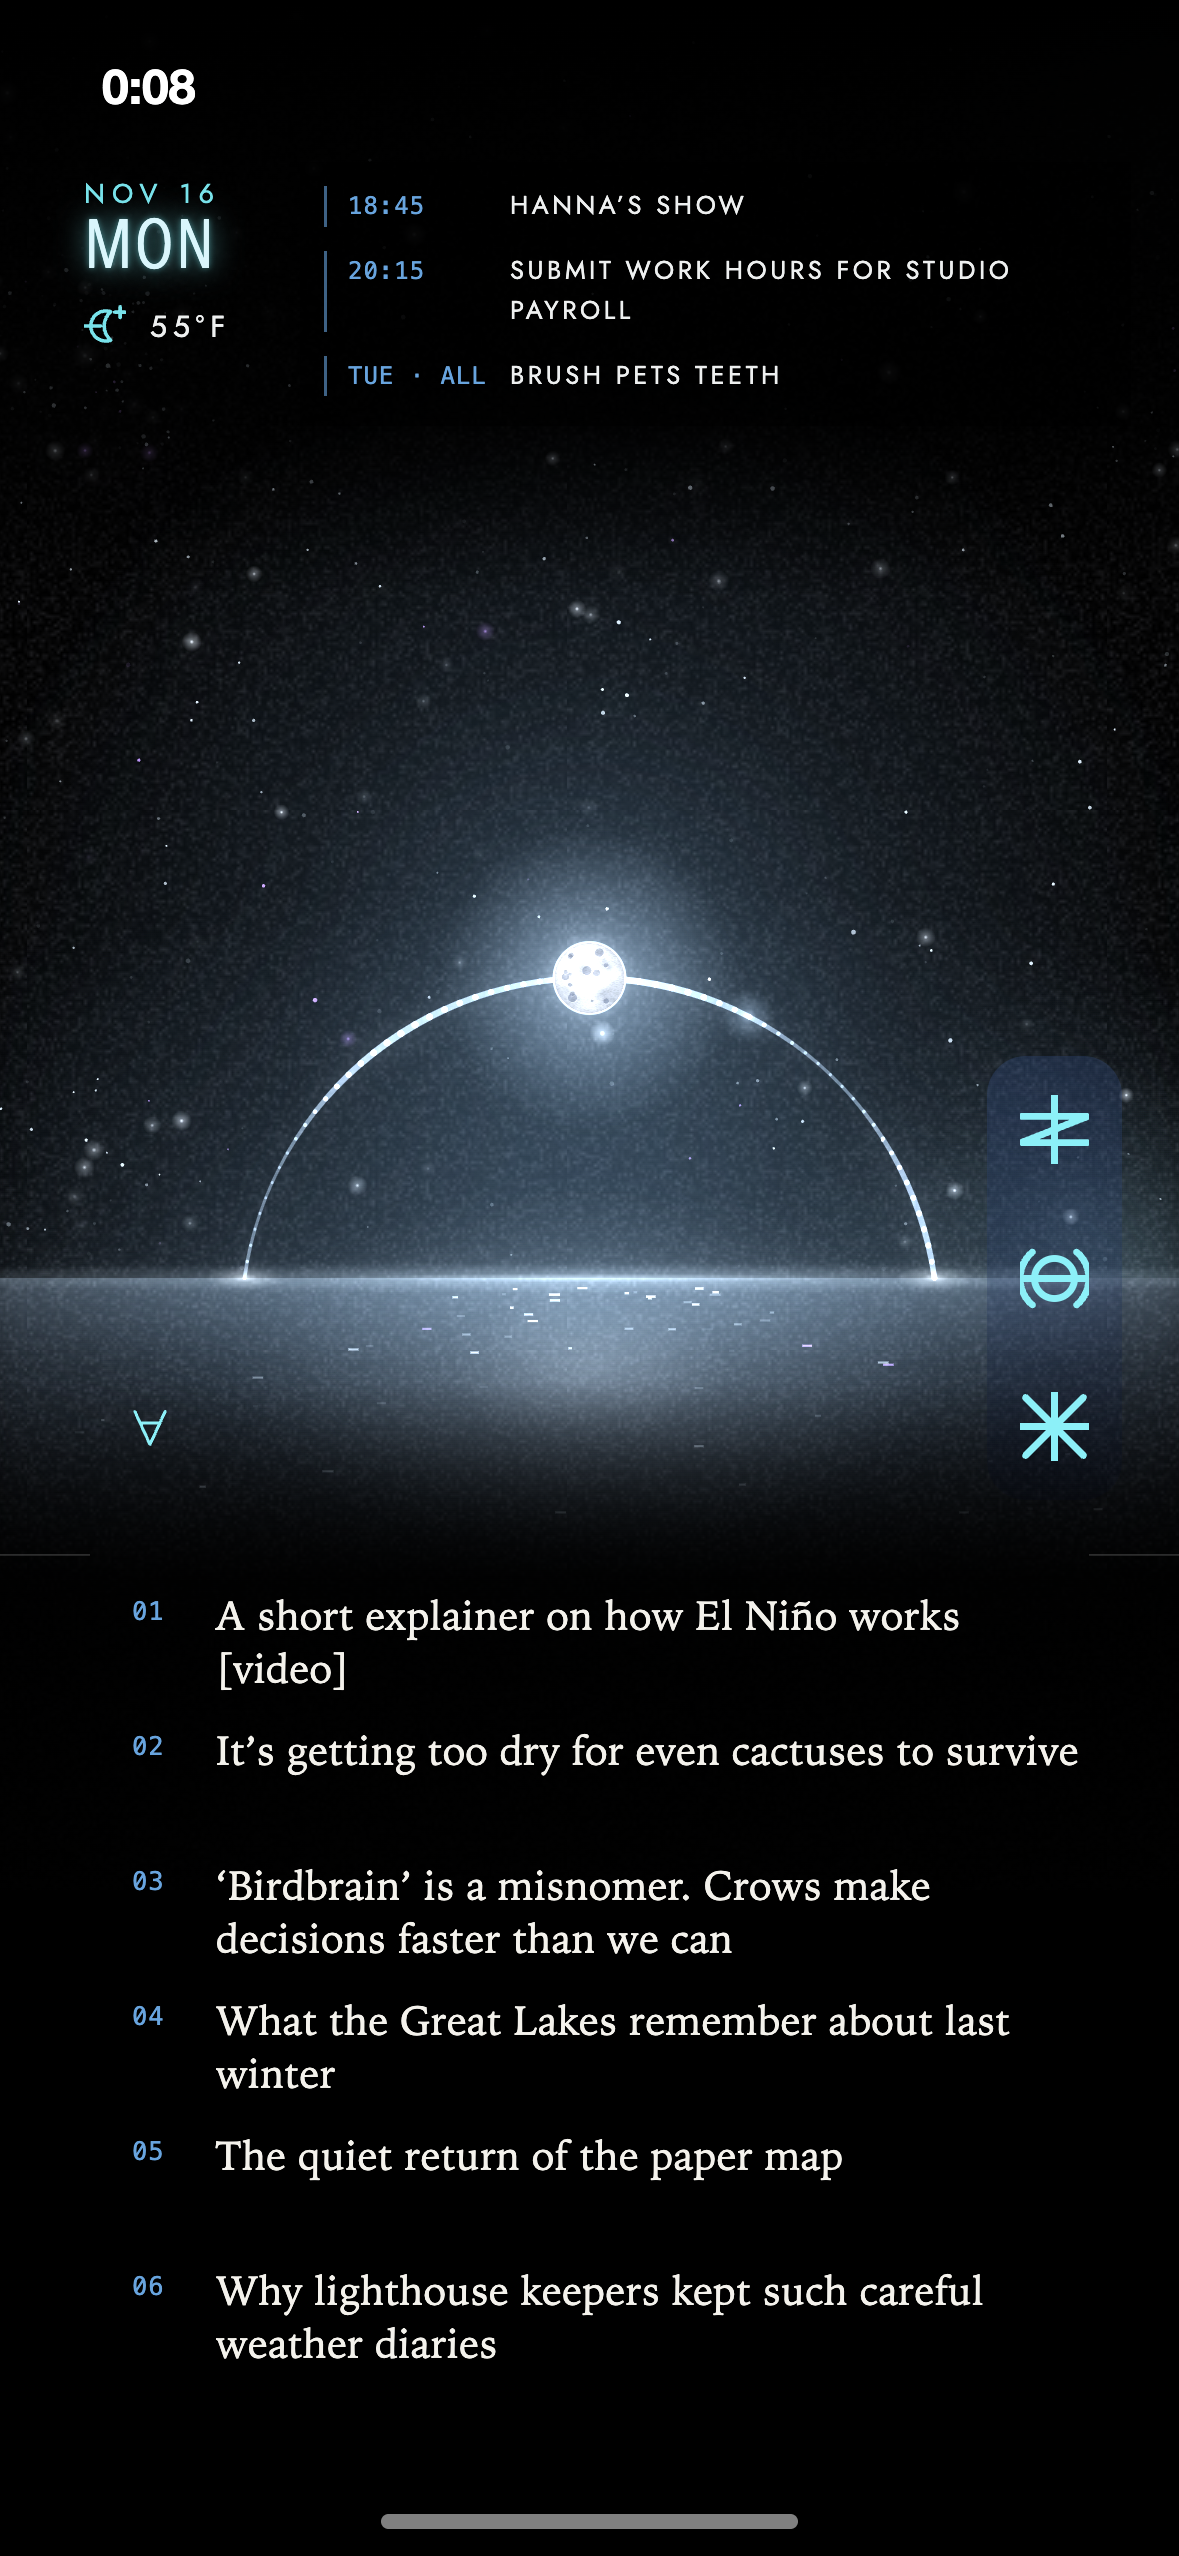 0:08
NOV 16
MON
55°F
18:45 HANNA’S SHOW
20:15 SUBMIT WORK HOURS FOR STUDIO
PAYROLL
TUE · ALL BRUSH PETS TEETH
01 A short explainer on how El Niño works
[video]
02 It’s getting too dry for even cactuses to survive
03 ‘Birdbrain’ is a misnomer. Crows make
decisions faster than we can
04 What the Great Lakes remember about last
winter
05 The quiet return of the paper map
06 Why lighthouse keepers kept such careful
weather diaries